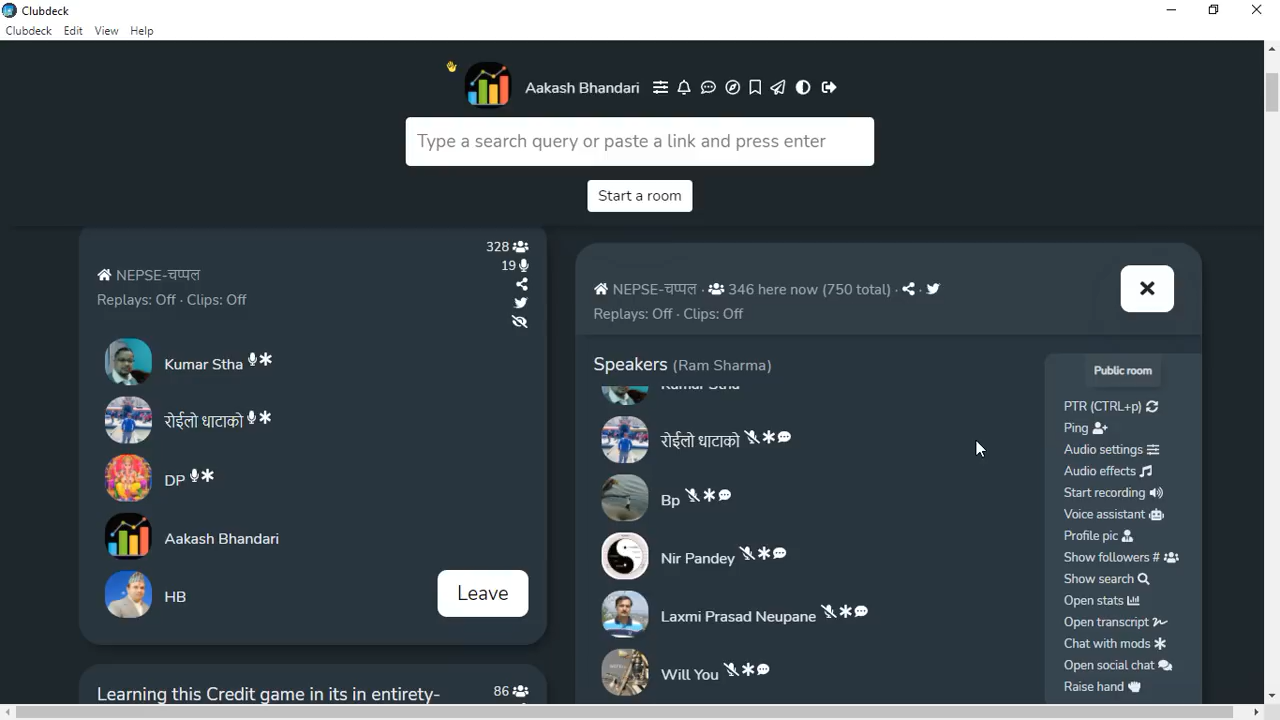 Clubdeck
Clubdeck Edit View Help
Aakash Bhandari
Type a search query or paste a link and press enter
Start a room
328
19
NEPSE-चप्पल
Replays: Off · Clips: Off
Kumar Stha
रोईलो धाटाको
DP
Aakash Bhandari
HB
Leave
Learning this Credit game in its in entirety-
86
NEPSE-चप्पल · 346 here now (750 total) ·
Replays: Off · Clips: Off
Speakers (Ram Sharma)
Kumar Stha
रोईलो धाटाको
Bp
Nir Pandey
Laxmi Prasad Neupane
Will You
Public room
PTR (CTRL+p)
Ping
Audio settings
Audio effects
Start recording
Voice assistant
Profile pic
Show followers #
Show search
Open stats
Open transcript
Chat with mods
Open social chat
Raise hand